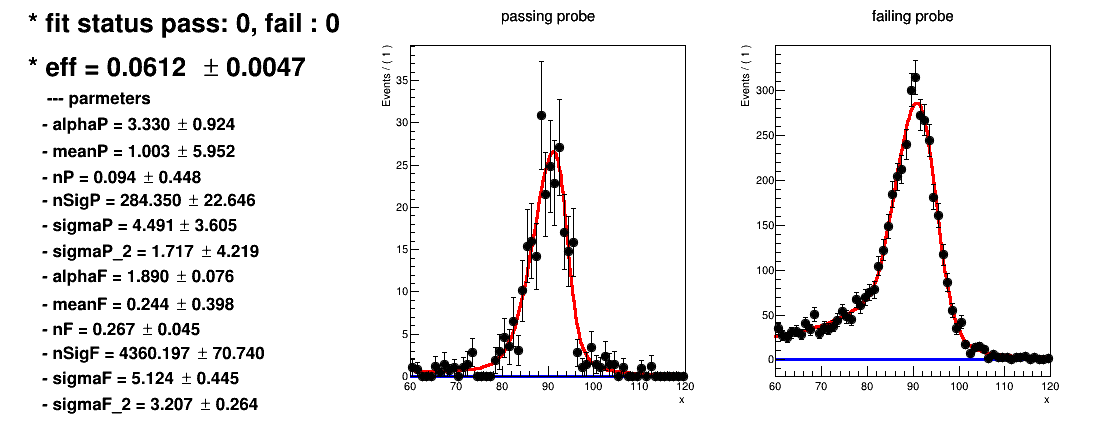 * fit status pass: 0, fail : 0
* eff = 0.0612 ± 0.0047
--- parmeters
- alphaP = 3.330 ± 0.924
- meanP = 1.003 ± 5.952
- nP = 0.094 ± 0.448
- nSigP = 284.350 ± 22.646
- sigmaP = 4.491 ± 3.605
- sigmaP_2 = 1.717 ± 4.219
- alphaF = 1.890 ± 0.076
- meanF = 0.244 ± 0.398
- nF = 0.267 ± 0.045
- nSigF = 4360.197 ± 70.740
- sigmaF = 5.124 ± 0.445
- sigmaF_2 = 3.207 ± 0.264
passing probe
Events / ( 1 )
35
30
25
20
15
10
5
0
60 70 80 90 100 110 120
x
failing probe
Events / ( 1 )
300
250
200
150
100
50
0
60 70 80 90 100 110 120
x